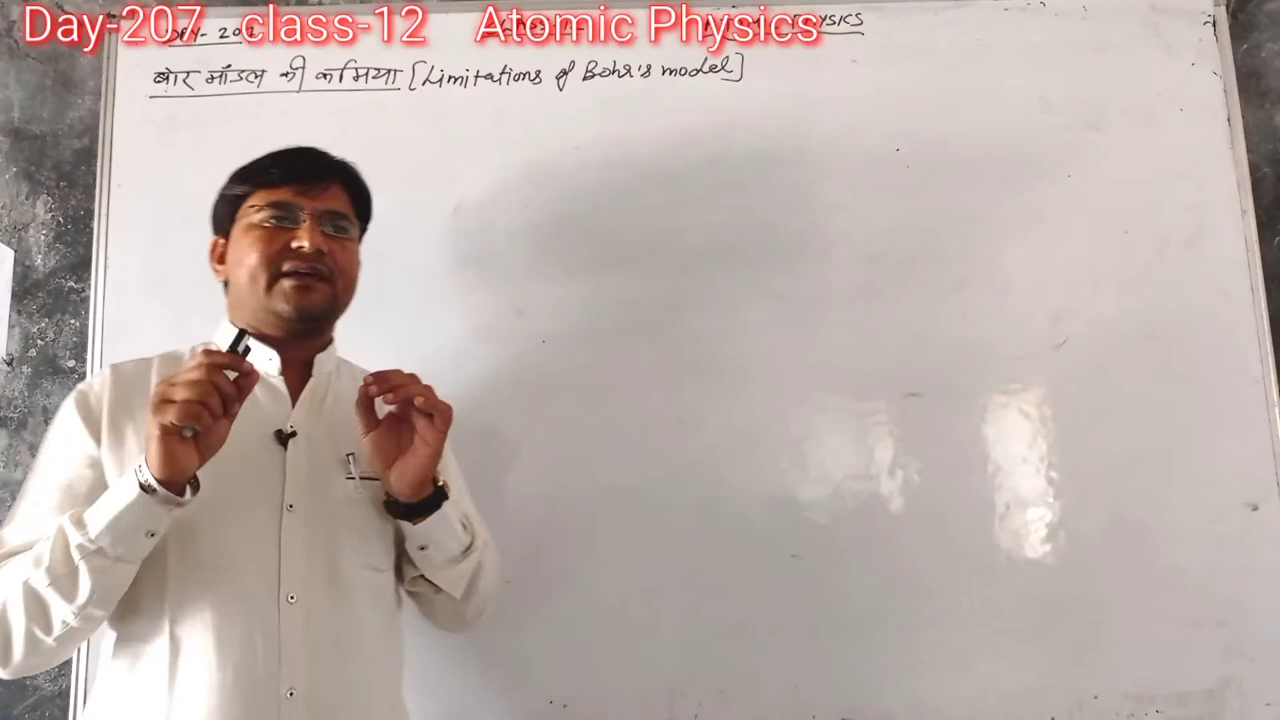 Day-207 class-12 Atomic Physics
बोर मॉडल की कमिया [Limitations of Bohr's model]